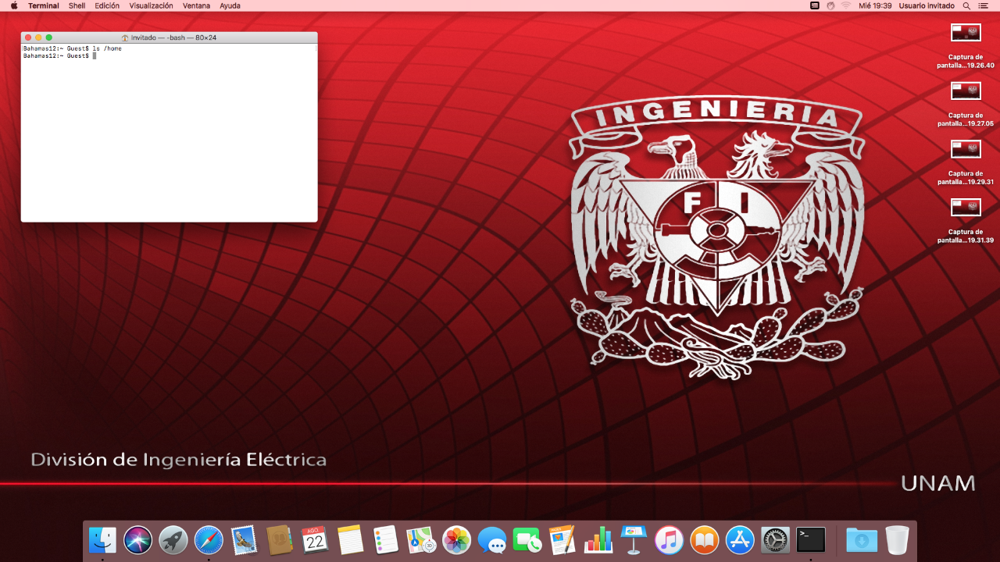 Terminal Shell Edición Visualización Ventana Ayuda
Mié 19:39 Usuario invitado
Invitado — -bash — 80×24
Bahamas12:~ Guest$ ls /home
Bahamas12:~ Guest$
Captura de
pantalla...19.26.40
Captura de
pantalla...19.27.05
Captura de
pantalla...19.29.31
Captura de
pantalla...19.31.39
INGENIERIA
F I
División de Ingeniería Eléctrica
UNAM
AGO
22
3D
>_